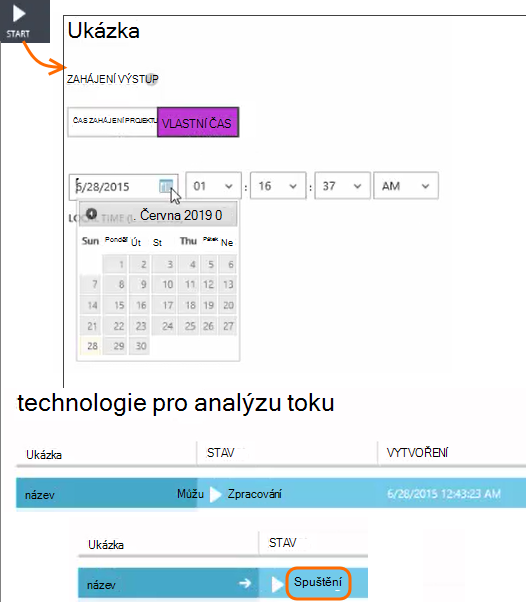 START
Ukázka
ZAHÁJENÍ VÝSTUP
ČAS ZAHÁJENÍ PROJEKTU VLASTNÍ ČAS
6/28/2015 01 : 16 : 37 AM
LOCAL TIME
. Června 2019 0
Sun Pondělí Út St Thu Pátek Ne
1 2 3 4 5 6
7 8 9 10 11 12 13
14 15 16 17 18 19 20
21 22 23 24 25 26 27
28 29 30
technologie pro analýzu toku
Ukázka STAV VYTVOŘENÍ
název Můžu Zpracování 6/28/2015 12:43:23 AM
Ukázka STAV
název Spuštění